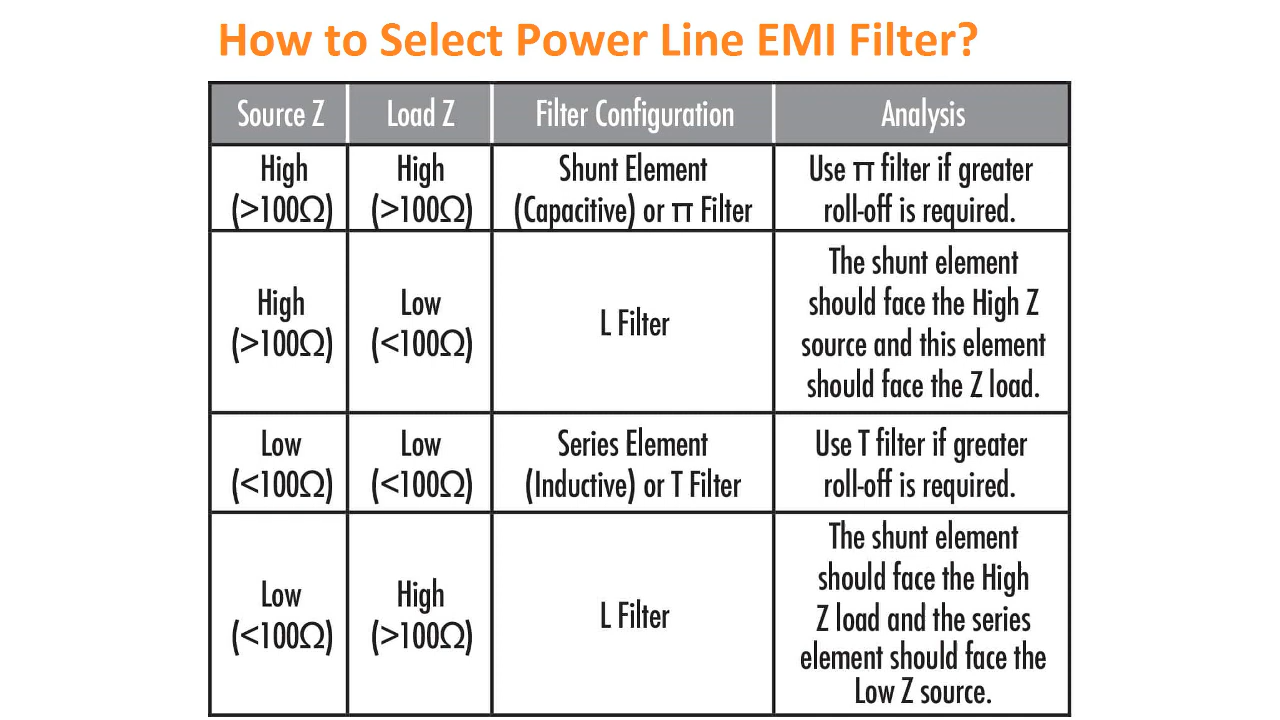 How to Select Power Line EMI Filter?
Source Z Load Z Filter Configuration Analysis
High
(>100Ω)
High
(>100Ω)
Shunt Element
(Capacitive) or π Filter
Use π filter if greater
roll-off is required.
High
(>100Ω)
Low
(<100Ω)
L Filter
The shunt element
should face the High Z
source and this element
should face the Z load.
Low
(<100Ω)
Low
(<100Ω)
Series Element
(Inductive) or T Filter
Use T filter if greater
roll-off is required.
Low
(<100Ω)
High
(>100Ω)
L Filter
The shunt element
should face the High
Z load and the series
element should face the
Low Z source.